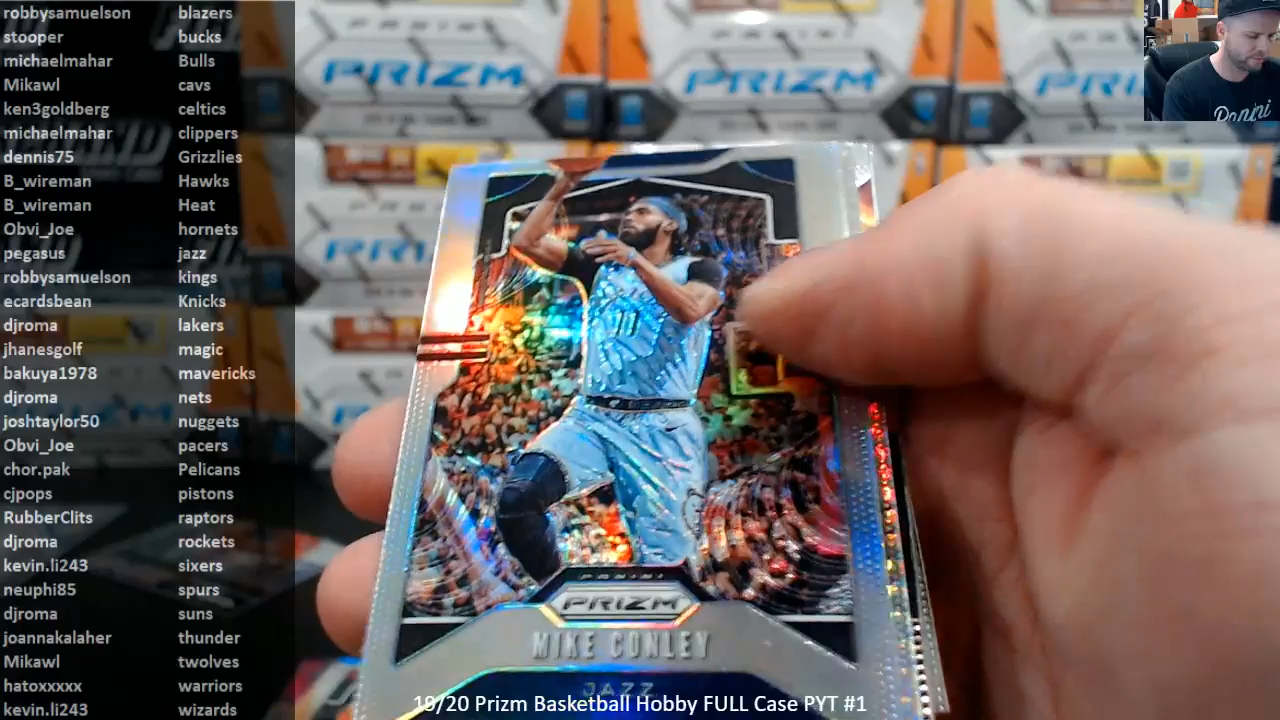 robbysamuelson blazers
stooper bucks
michaelmahar Bulls
Mikawl cavs
ken3goldberg celtics
michaelmahar clippers
dennis75 Grizzlies
B_wireman Hawks
B_wireman Heat
Obvi_Joe hornets
pegasus jazz
robbysamuelson kings
ecardsbean Knicks
djroma lakers
jhanesgolf magic
bakuya1978 mavericks
djroma nets
joshtaylor50 nuggets
Obvi_Joe pacers
chor.pak Pelicans
cjpops pistons
RubberClits raptors
djroma rockets
kevin.li243 sixers
neuphi85 spurs
djroma suns
joannakalaher thunder
Mikawl twolves
hatoxxxxx warriors
kevin.li243 wizards
PRIZM
PRIZM
Panini
11
PANINI
PRIZM
MIKE CONLEY
JAZZ
19/20 Prizm Basketball Hobby FULL Case PYT #1